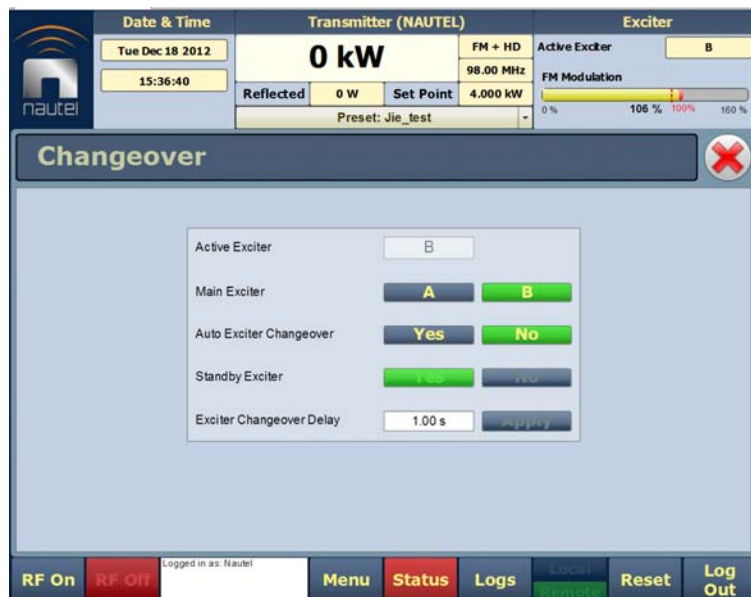 Date & Time
Transmitter (NAUTEL)
Exciter
Tue Dec 18 2012
15:36:40
0 kW
FM + HD
98.00 MHz
Reflected
0 W
Set Point
4.000 kW
Preset: Jie_test
Active Exciter
B
FM Modulation
0 %
106 %
100%
160 %
nautel
Changeover
Active Exciter
B
Main Exciter
A
B
Auto Exciter Changeover
Yes
No
Standby Exciter
Yes
No
Exciter Changeover Delay
1.00 s
Apply
RF On
RF Off
Logged in as: Nautel
Menu
Status
Logs
Local
Remote
Reset
Log
Out